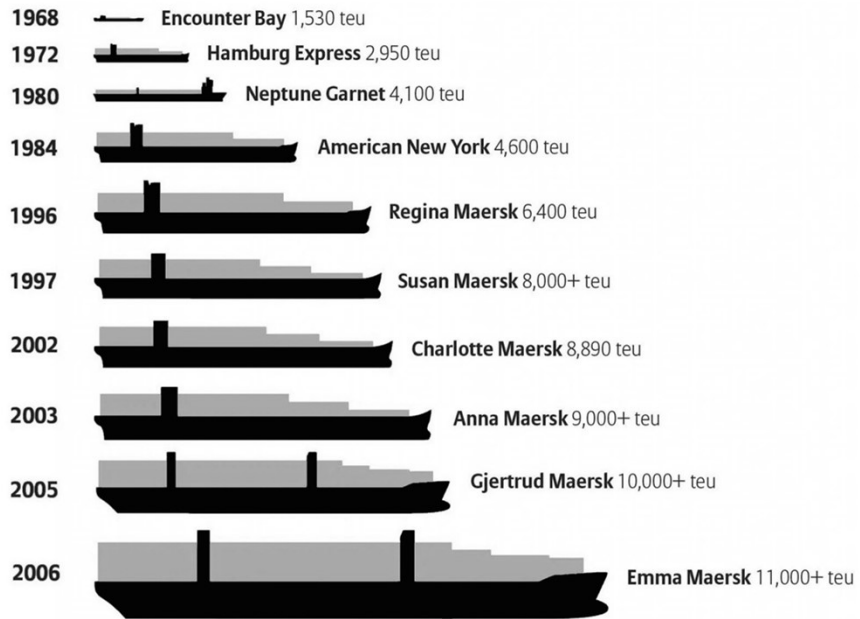 1968 Encounter Bay 1,530 teu
1972 Hamburg Express 2,950 teu
1980 Neptune Garnet 4,100 teu
1984 American New York 4,600 teu
1996 Regina Maersk 6,400 teu
1997 Susan Maersk 8,000+ teu
2002 Charlotte Maersk 8,890 teu
2003 Anna Maersk 9,000+ teu
2005 Gjertrud Maersk 10,000+ teu
2006 Emma Maersk 11,000+ teu